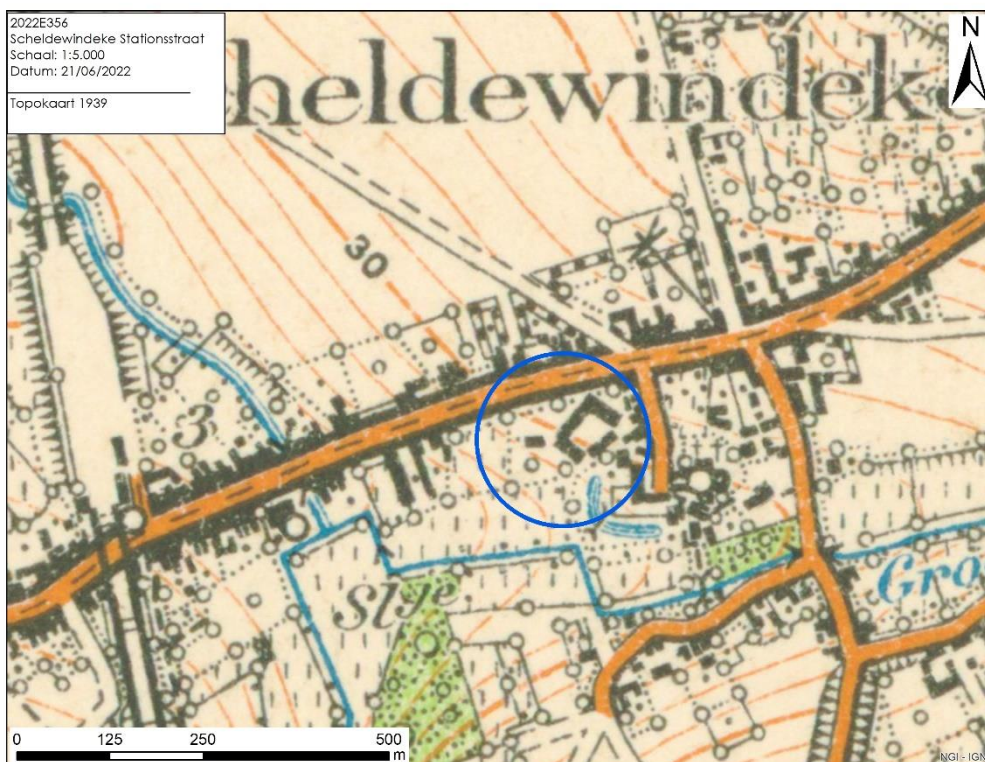 2022E356
Scheldewindeke Stationsstraat
Schaal: 1:5.000
Datum: 21/06/2022
Topokaart 1939
N
heldewindek
30
3
Gro
Stje
0 125 250 500
m
NGI - IGN